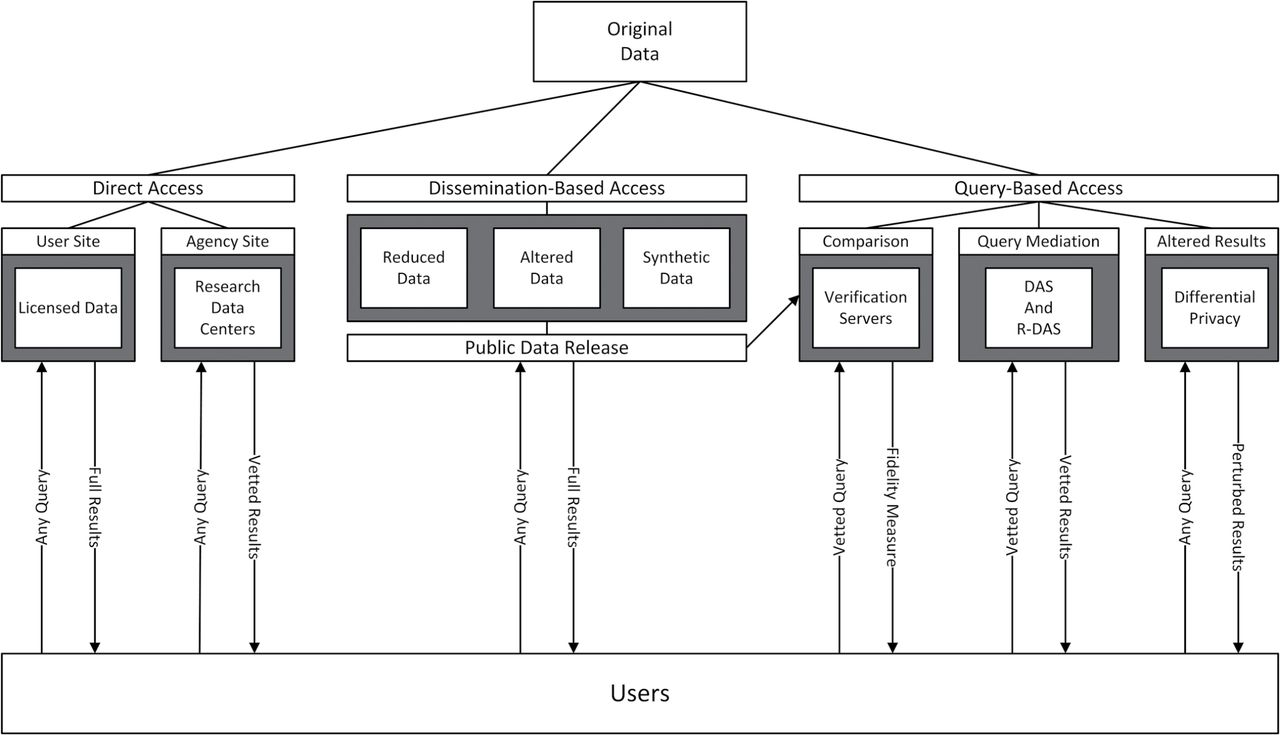 Original
Data
Direct Access
Dissemination-Based Access
Query-Based Access
User Site
Agency Site
Comparison
Query Mediation
Altered Results
Licensed Data
Research
Data
Centers
Reduced
Data
Altered
Data
Synthetic
Data
Verification
Servers
DAS
And
R-DAS
Differential
Privacy
Public Data Release
Any Query
Full Results
Any Query
Vetted Results
Any Query
Full Results
Vetted Query
Fidelity Measure
Vetted Query
Vetted Results
Any Query
Perturbed Results
Users